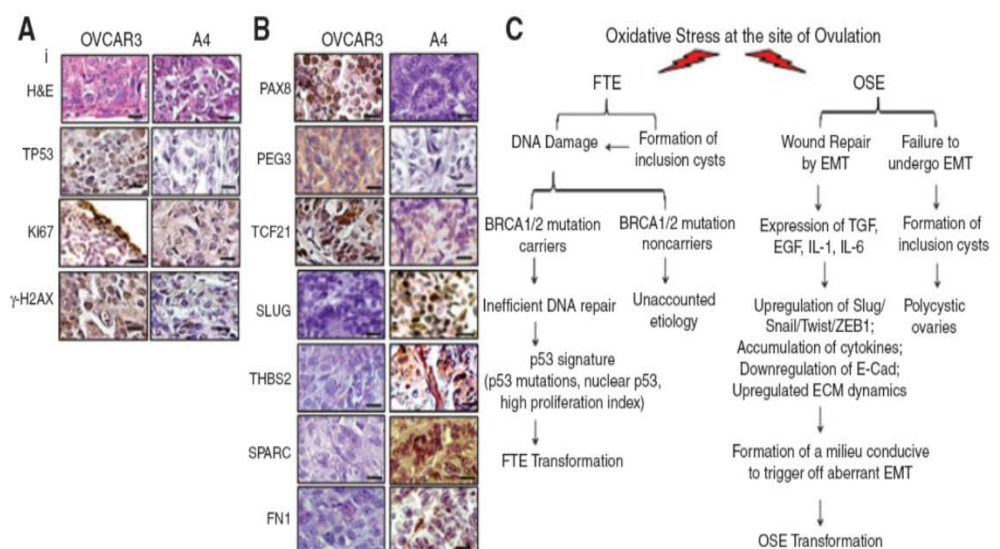 A
OVCAR3 A4
i
H&E
TP53
KI67
γ-H2AX
B
OVCAR3 A4
PAX8
PEG3
TCF21
SLUG
THBS2
SPARC
FN1
C
Oxidative Stress at the site of Ovulation
FTE
DNA Damage
Formation of
inclusion cysts
BRCA1/2 mutation
carriers
BRCA1/2 mutation
noncarriers
Inefficient DNA repair
Unaccounted
etiology
p53 signature
(p53 mutations, nuclear p53,
high proliferation index)
FTE Transformation
OSE
Wound Repair
by EMT
Failure to
undergo EMT
Expression of TGF,
EGF, IL-1, IL-6
Formation of
inclusion cysts
Upregulation of Slug/
Snail/Twist/ZEB1;
Accumulation of cytokines;
Downregulation of E-Cad;
Upregulated ECM dynamics
Polycystic
ovaries
Formation of a milieu conducive
to trigger off aberrant EMT
OSE Transformation